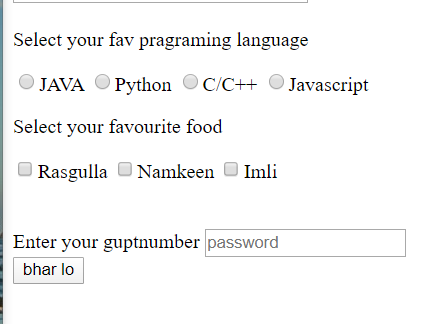 Select your fav pragraming language
JAVA Python C/C++ Javascript
Select your favourite food
Rasgulla Namkeen Imli
Enter your guptnumber password
bhar lo